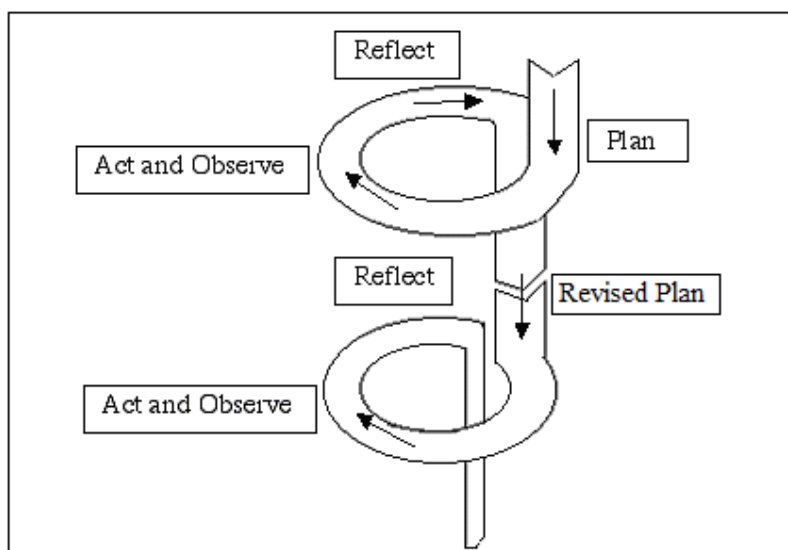 Reflect
Plan
Act and Observe
Reflect
Revised Plan
Act and Observe